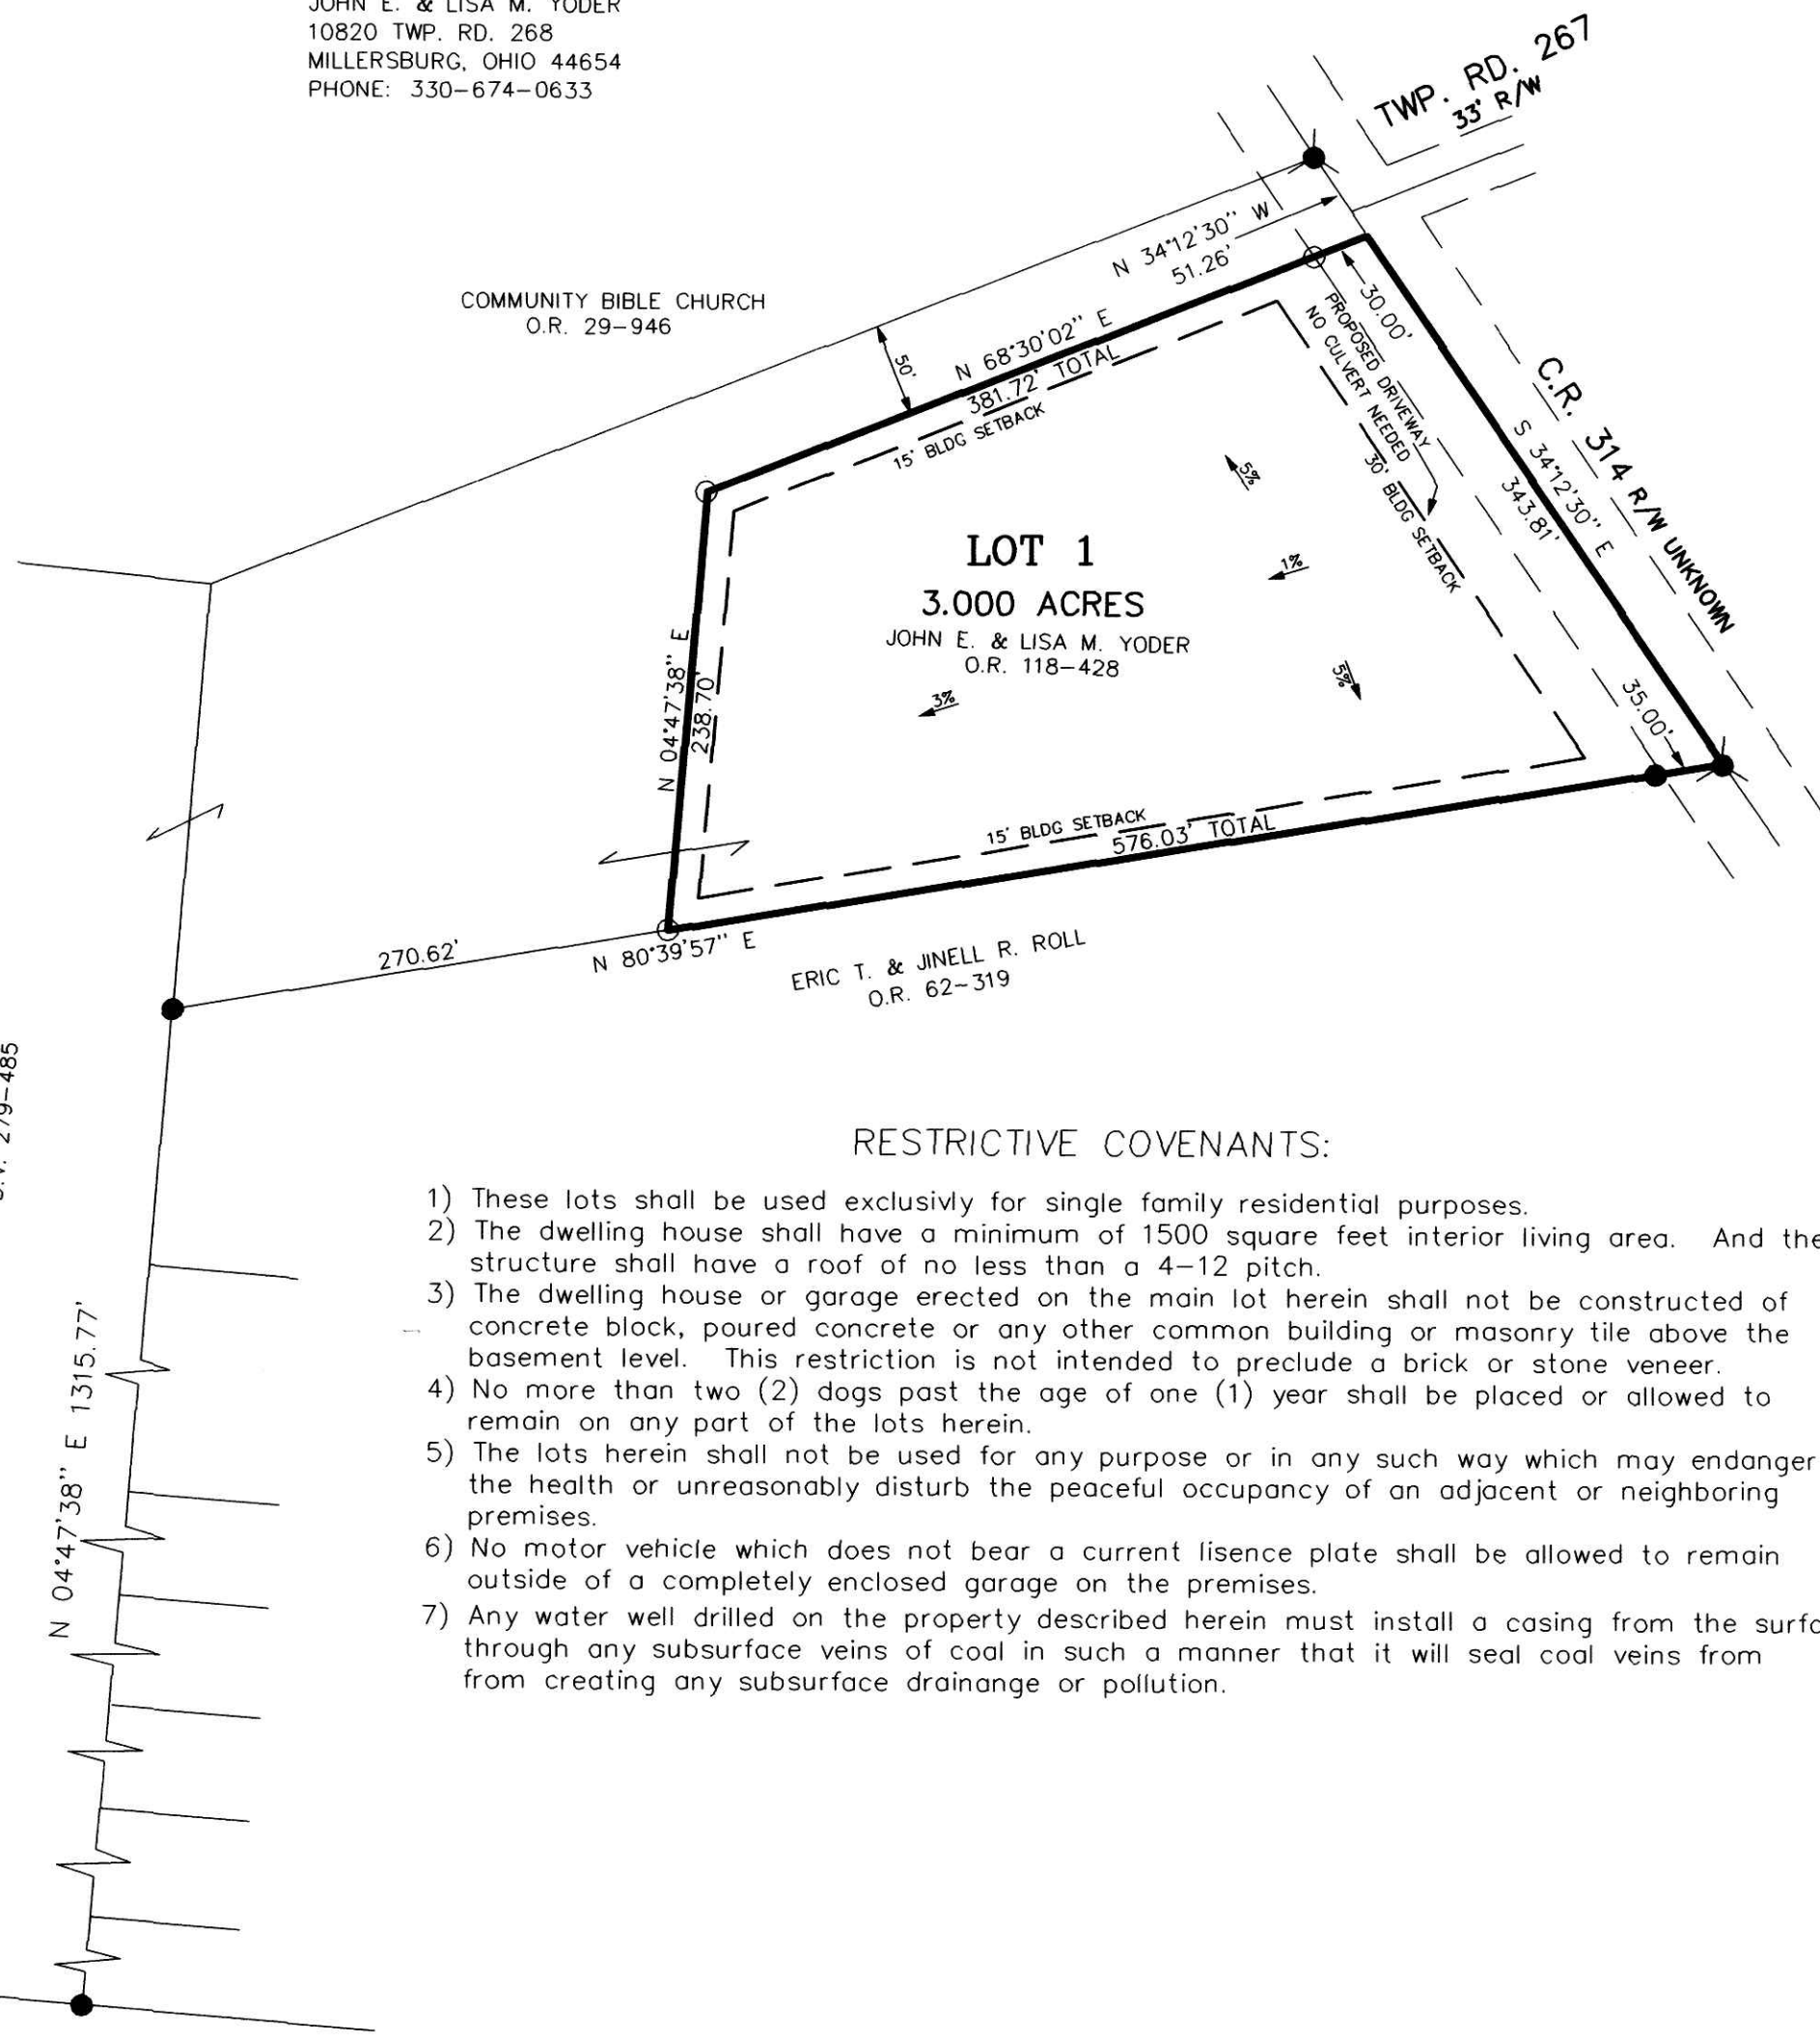 JOHN E. & LISA M. YODER
10820 TWP. RD. 268
MILLERSBURG, OHIO 44654
PHONE: 330-674-0633
TWP. RD. 267
33' R/W
N 34°12'30" W
51.26'
COMMUNITY BIBLE CHURCH
O.R. 29-946
50'
N 68°30'02" E
381.72' TOTAL
15' BLDG SETBACK
30.00'
PROPOSED DRIVEWAY
NO CULVERT NEEDED
30' BLDG SETBACK
C.R. 314 R/W UNKNOWN
S 34°12'30" E
343.81'
5%
1%
LOT 1
3.000 ACRES
JOHN E. & LISA M. YODER
O.R. 118-428
3%
5%
35.00'
N 04°47'38" E
238.70'
15' BLDG SETBACK
576.03' TOTAL
270.62'
N 80°39'57" E
ERIC T. & JINELL R. ROLL
O.R. 62-319
279-485
N 04°47'38" E 1315.77'
RESTRICTIVE COVENANTS:
1) These lots shall be used exclusivly for single family residential purposes.
2) The dwelling house shall have a minimum of 1500 square feet interior living area. And the
structure shall have a roof of no less than a 4-12 pitch.
3) The dwelling house or garage erected on the main lot herein shall not be constructed of
concrete block, poured concrete or any other common building or masonry tile above the
basement level. This restriction is not intended to preclude a brick or stone veneer.
4) No more than two (2) dogs past the age of one (1) year shall be placed or allowed to
remain on any part of the lots herein.
5) The lots herein shall not be used for any purpose or in any such way which may endanger
the health or unreasonably disturb the peaceful occupancy of an adjacent or neighboring
premises.
6) No motor vehicle which does not bear a current lisence plate shall be allowed to remain
outside of a completely enclosed garage on the premises.
7) Any water well drilled on the property described herein must install a casing from the
through any subsurface veins of coal in such a manner that it will seal coal veins from
from creating any subsurface drainange or pollution.